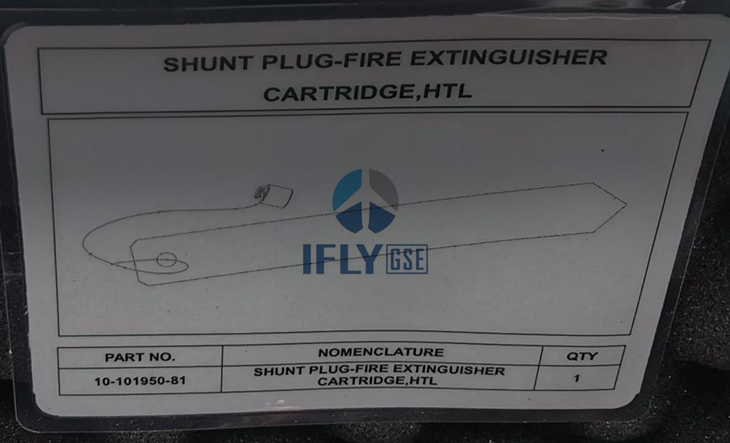 SHUNT PLUG-FIRE EXTINGUISHER
CARTRIDGE,HTL
IFLY GSE
PART NO. NOMENCLATURE QTY
10-101950-81 SHUNT PLUG-FIRE EXTINGUISHER 1
CARTRIDGE,HTL